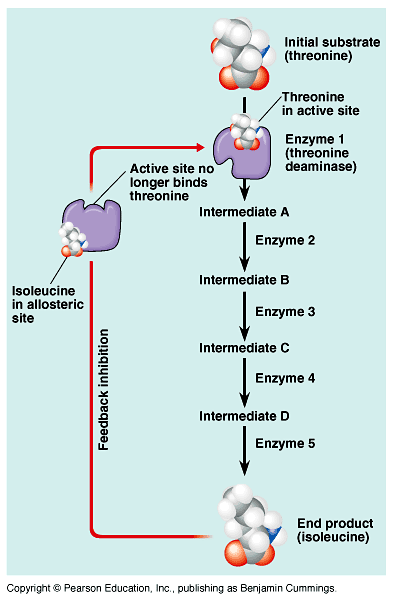 Initial substrate
(threonine)
Threonine
in active site
Enzyme 1
(threonine
deaminase)
Active site no
longer binds
threonine
Intermediate A
Enzyme 2
Isoleucine
in allosteric
site
Intermediate B
Enzyme 3
Intermediate C
Feedback inhibition
Enzyme 4
Intermediate D
Enzyme 5
End product
(isoleucine)
Copyright © Pearson Education, Inc., publishing as Benjamin Cummings.